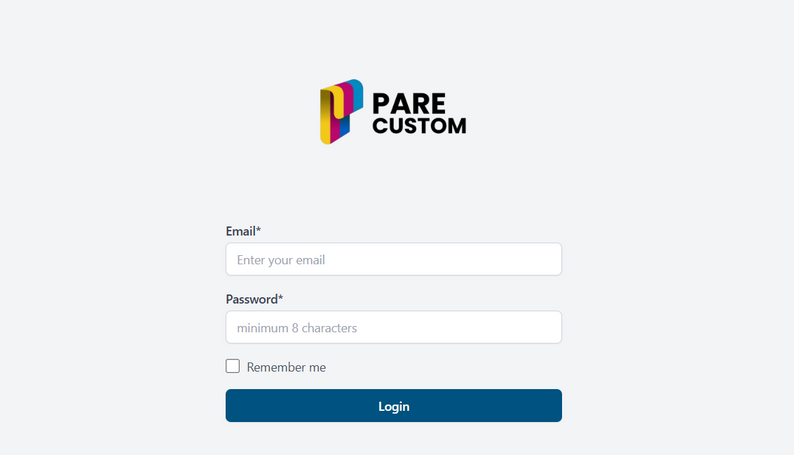 PARE
CUSTOM
Email*
Enter your email
Password*
minimum 8 characters
Remember me
Login